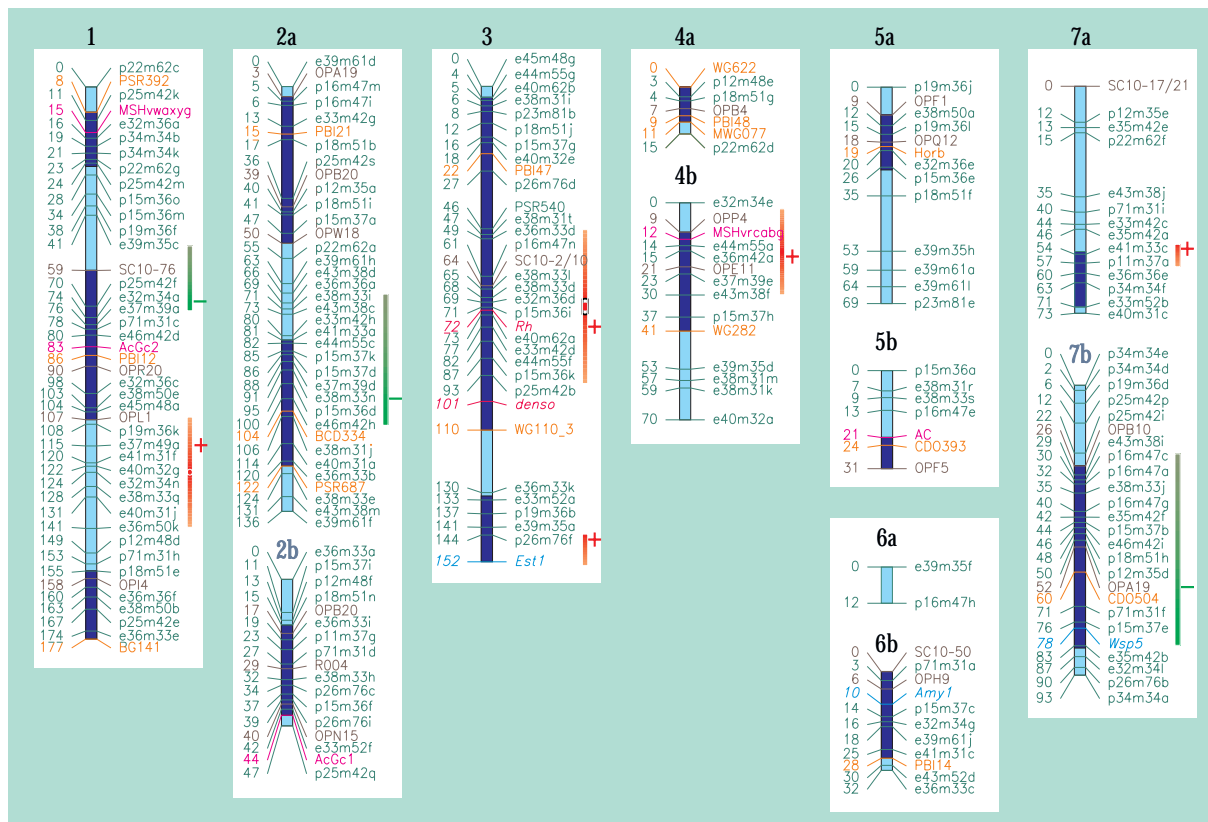 1
0 p22m62c
8 PSR392
11 p25m42k
15 MSHvwaxyg
16 e32m36a
19 p34m34b
21 p34m34k
22 p22m62g
24 p25m42m
28 p15m36o
34 p15m36m
38 p19m36f
41 e39m35c
59 SC10-76
70 p25m42f
74 e32m34a
76 e37m39a
78 p71m31c
80 e46m42d
83 AcGc2
86 PBI12
90 OPR20
98 e32m36c
103 e38m50e
104 e45m48a
107 OPL1
108 p19m36k
115 e37m49a
120 e41m31f
122 e40m32g
124 e32m34n
128 e38m33q
131 e40m31j
141 e36m50k
149 p12m48d
153 p71m31h
155 p18m51e
158 OPI4
160 e36m36f
163 e38m50b
167 p25m42e
174 e36m33e
177 BG141
2a
0 e39m61d
3 OPA19
5 p16m47m
6 p16m47i
13 e33m42g
15 PBI21
17 p18m51b
36 p25m42s
39 OPB20
40 p12m35a
41 p18m51i
47 p15m37a
50 OPW18
55 p22m62a
63 e39m61h
66 e43m38d
69 e36m36a
71 e38m33i
73 e43m38c
80 e33m42h
81 e41m33a
82 e44m55c
85 p15m37k
86 p15m37d
88 e37m39d
91 e38m33n
95 p15m36d
100 e46m42h
104 BCD334
106 e38m31j
114 e40m31a
120 e36m33b
122 PSR687
124 e38m33e
131 e43m38m
136 e39m61f
2b
0 e36m33a
11 p15m37i
13 p12m48f
15 p18m51n
17 OPB20
19 e36m33i
23 p11m37g
27 p71m31d
29 R004
32 e38m33h
34 p26m76c
37 p15m36f
39 p26m76i
40 OPN15
42 e33m52f
44 AcGc1
47 p25m42q
3
0 e45m48g
4 e44m55g
5 e40m62b
6 e38m31i
8 p23m81b
12 p18m51j
16 p15m37g
18 e40m32e
22 PBI47
27 p26m76d
46 PSR540
47 e38m31t
49 e36m33d
61 p16m47n
64 SC10-2/10
65 e38m33l
68 e38m33d
69 e32m36d
71 p15m36i
72 Rh
73 e40m62a
77 e33m42d
82 e44m55f
87 p15m36k
93 p25m42b
101 denso
110 WG110_3
130 e36m33k
133 e33m52a
137 p19m36b
141 e39m35a
144 p26m76f
152 Est1
4a
0 WG622
3 p12m48e
4 p18m51g
7 OPB4
9 PBI48
11 MWG077
15 p22m62d
4b
0 e32m34e
9 OPP4
12 MSHvrcabg
14 e44m55a
15 e36m42a
21 OPE11
23 e37m39e
30 e43m38f
37 p15m37h
41 WG282
53 e39m35d
57 e38m31m
59 e38m31k
70 e40m32a
5a
0 p19m36j
9 OPF1
12 e38m50a
15 p19m36l
18 OPQ12
19 Horb
20 e32m36e
26 p15m36e
35 p18m51f
53 e39m35h
59 e39m61a
64 e39m61l
69 p23m81e
5b
0 p15m36a
7 e38m31r
9 e38m33s
13 p16m47e
21 AC
24 CDO393
31 OPF5
6a
0 e39m35f
12 p16m47h
6b
0 SC10-50
3 p71m31a
6 OPH9
10 Amy1
14 p15m37c
16 e32m34g
18 e39m61j
25 e41m31c
28 PBI14
30 e43m52d
32 e36m33c
7a
0 SC10-17/21
12 p12m35e
13 e35m42e
15 p22m62f
35 e43m38j
40 p71m31i
44 e33m42c
46 e35m42a
54 e41m33c
57 p11m37a
60 e36m36e
63 p34m34f
71 e33m52b
73 e40m31c
7b
0 p34m34e
2 p34m34d
6 p19m36d
12 p25m42p
22 p25m42i
26 OPB10
29 e43m38i
30 p16m47c
32 p16m47a
35 e38m33j
40 p16m47g
42 e35m42f
44 p15m36n
46 e46m42i
48 p18m51h
50 p12m35d
52 OPA19
60 CDO504
71 p71m31f
76 p15m37e
78 Wsp5
83 e35m42b
87 e32m34l
90 p26m76b
93 p34m34a